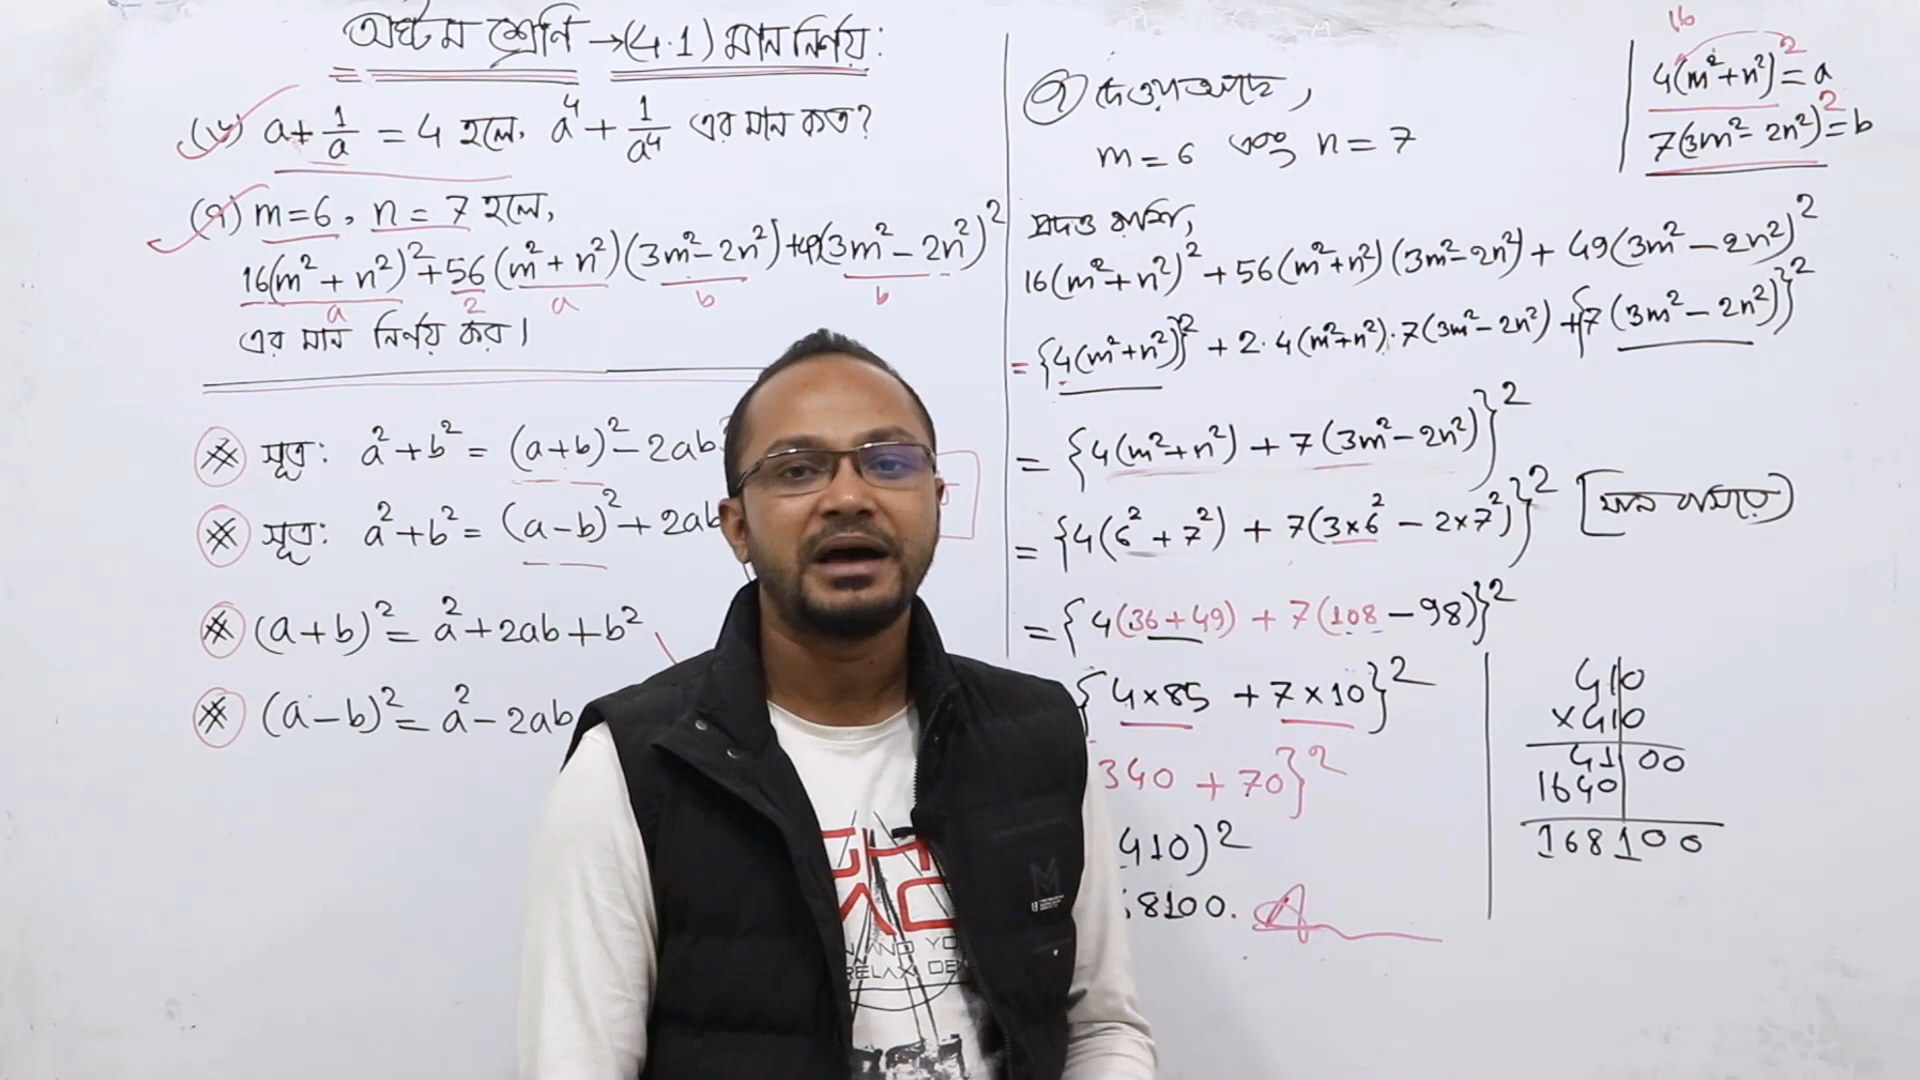 অষ্টম শ্রেণি → (4.1) মান নির্ণয়:
(৬) a + 1/a = 4 হলে, a⁴ + 1/a⁴ এর মান কত?
(৭) m = 6, n = 7 হলে,
16(m² + n²)² + 56(m² + n²)(3m² - 2n²) + 49(3m² - 2n²)²
a 2 a b b
এর মান নির্ণয় কর।
※ সূত্র: a² + b² = (a+b)² - 2ab
※ সূত্র: a² + b² = (a-b)² + 2ab
※ (a+b)² = a² + 2ab + b²
※ (a-b)² = a² - 2ab
৭ দেওয়া আছে,
m = 6 এবং n = 7
প্রদত্ত রাশি,
16(m² + n²)² + 56(m²+n²)(3m² - 2n²) + 49(3m² - 2n²)²
= {4(m²+n²)}² + 2. 4(m²+n²). 7(3m² - 2n²) + {7(3m² - 2n²)}²
= {4(m²+n²) + 7(3m² - 2n²)}²
= {4(6² + 7²) + 7(3×6² - 2×7²)}² [মান বসিয়ে]
= {4(36+49) + 7(108 - 98)}²
{4×85 + 7×10}²
340 + 70}²
410)²
8100.
16
4(m²+n²)² = a
7(3m² - 2n²)² = b
410
×410
4100
1640
168100